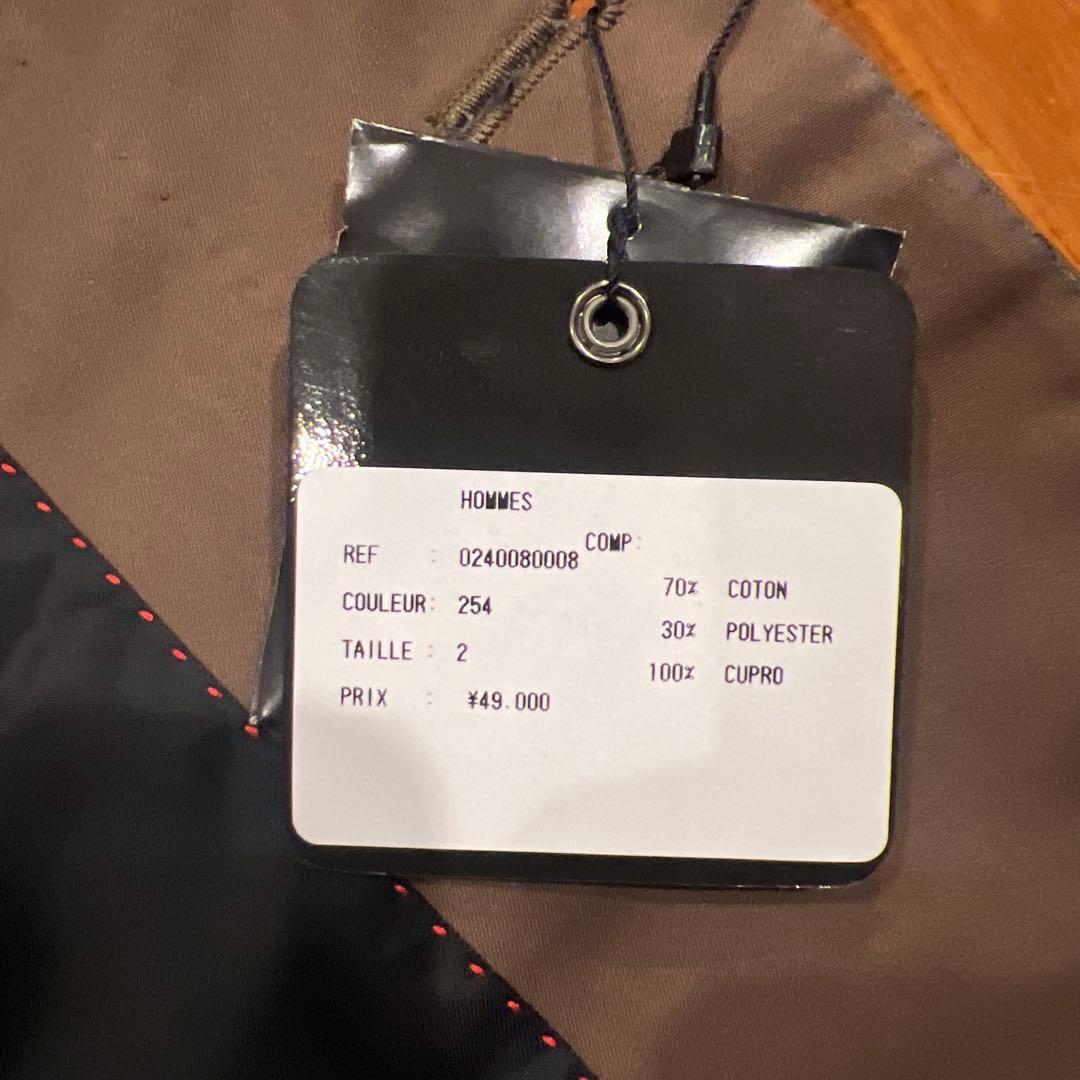 HOMMES
REF : 0240080008
COULEUR: 254
TAILLE : 2
PRIX : ¥49.000
COMP:
70% COTON
30% POLYESTER
100% CUPRO